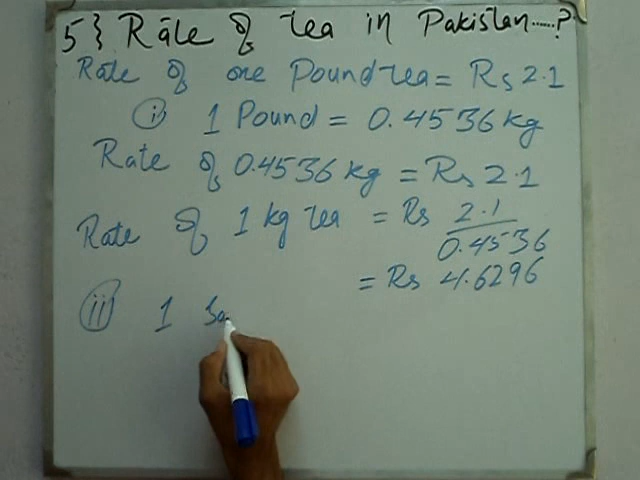 5} Rate of tea in Pakistan.....?
Rate of one Pound tea = Rs 2.1
(i) 1 Pound = 0.4536 kg
Rate of 0.4536 kg = Rs 2.1
Rate of 1 kg tea = Rs 2.1 / 0.4536
= Rs 4.6296
(ii) 1 Sa